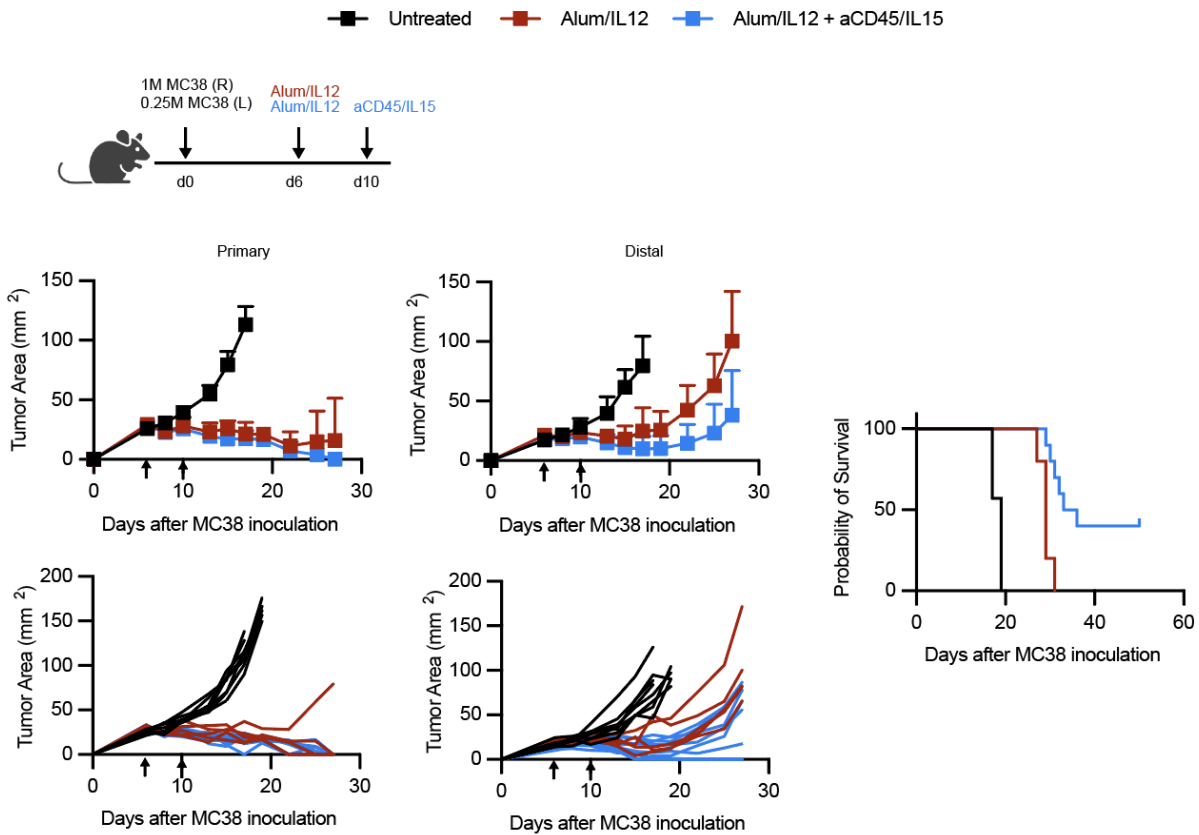 Untreated Alum/IL12 Alum/IL12 + aCD45/IL15
1M MC38 (R)
0.25M MC38 (L)
Alum/IL12
Alum/IL12 aCD45/IL15
d0 d6 d10
Primary
Tumor Area (mm 2)
150
100
50
0
0 10 20 30
Days after MC38 inoculation
Distal
Tumor Area (mm 2)
150
100
50
0
0 10 20 30
Days after MC38 inoculation
Probability of Survival
100
50
0
0 20 40 60
Days after MC38 inoculation
Tumor Area (mm 2)
200
150
100
50
0
0 10 20 30
Days after MC38 inoculation
Tumor Area (mm 2)
200
150
100
50
0
0 10 20 30
Days after MC38 inoculation